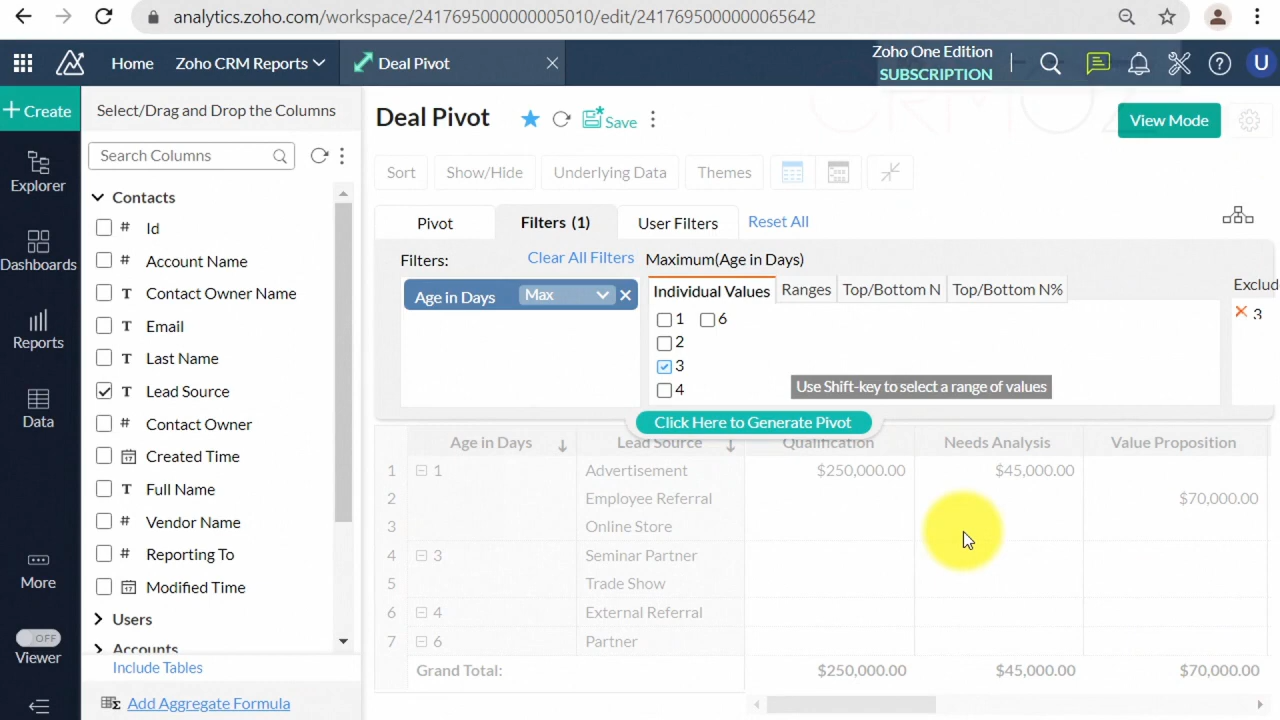 analytics.zoho.com/workspace/2417695000000005010/edit/2417695000000065642
Home
Zoho CRM Reports
Deal Pivot
Zoho One Edition
SUBSCRIPTION
U
Create
Explorer
Dashboards
Reports
Data
More
OFF
Viewer
Select/Drag and Drop the Columns
Search Columns
Contacts
# Id
# Account Name
T Contact Owner Name
T Email
T Last Name
T Lead Source
# Contact Owner
17 Created Time
T Full Name
# Vendor Name
# Reporting To
17 Modified Time
Users
Accounts
Include Tables
Add Aggregate Formula
Deal Pivot
Save
View Mode
Sort
Show/Hide
Underlying Data
Themes
Pivot
Filters (1)
User Filters
Reset All
Filters:
Clear All Filters
Age in Days Max
Maximum(Age in Days)
Individual Values
Ranges
Top/Bottom N
Top/Bottom N%
1 6
2
3
4
Use Shift-key to select a range of values
Exclud
3
Click Here to Generate Pivot
Age in Days Lead Source Qualification Needs Analysis Value Proposition
1 1 Advertisement $250,000.00 $45,000.00
2 Employee Referral $70,000.00
3 Online Store
4 3 Seminar Partner
5 Trade Show
6 4 External Referral
7 6 Partner
Grand Total: $250,000.00 $45,000.00 $70,000.00